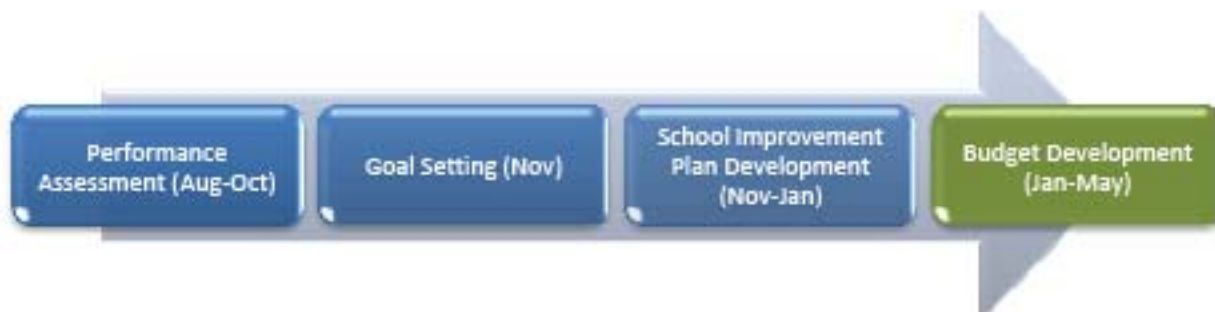 Performance
Assessment (Aug-Oct)
Goal Setting (Nov)
School Improvement
Plan Development
(Nov-Jan)
Budget Development
(Jan-May)